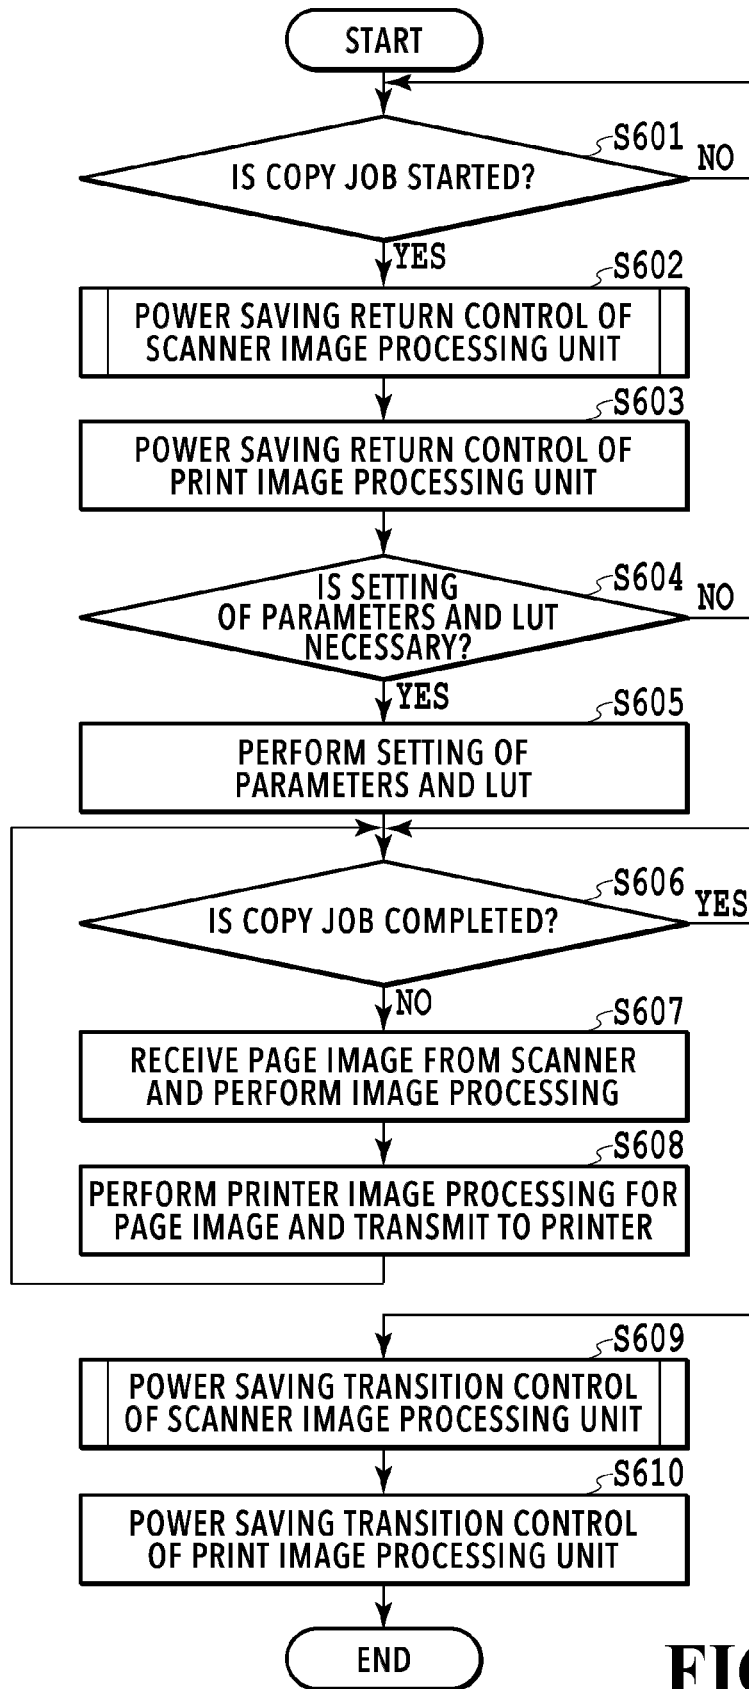 START
S601
IS COPY JOB STARTED?
NO
YES
S602
POWER SAVING RETURN CONTROL OF
SCANNER IMAGE PROCESSING UNIT
S603
POWER SAVING RETURN CONTROL OF
PRINT IMAGE PROCESSING UNIT
S604
IS SETTING
OF PARAMETERS AND LUT
NECESSARY?
NO
YES
S605
PERFORM SETTING OF
PARAMETERS AND LUT
S606
IS COPY JOB COMPLETED?
YES
NO
S607
RECEIVE PAGE IMAGE FROM SCANNER
AND PERFORM IMAGE PROCESSING
S608
PERFORM PRINTER IMAGE PROCESSING FOR
PAGE IMAGE AND TRANSMIT TO PRINTER
S609
POWER SAVING TRANSITION CONTROL
OF SCANNER IMAGE PROCESSING UNIT
S610
POWER SAVING TRANSITION CONTROL
OF PRINT IMAGE PROCESSING UNIT
END